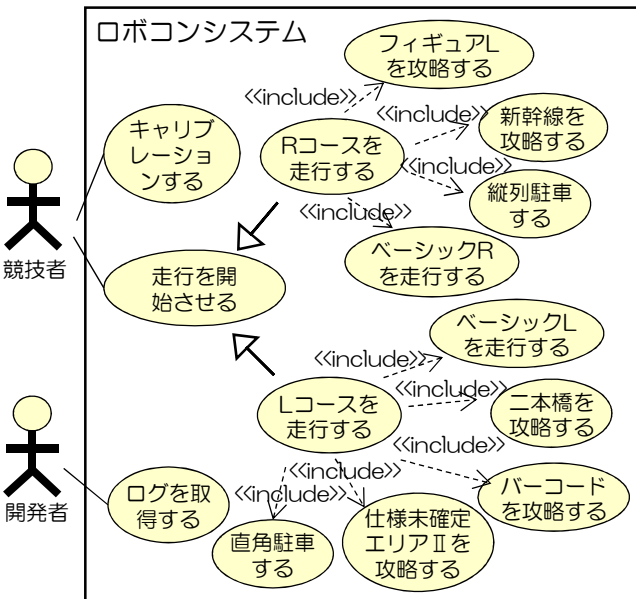 ロボコンシステム
フィギュアL
を攻略する
<<include>>
<<include>>
新幹線を
攻略する
キャリブ
レーショ
ンする
Rコースを
走行する
<<include>>
縦列駐車
する
<<include>>
競技者
走行を開
始させる
ベーシックR
を走行する
ベーシックL
を走行する
<<include>>
<<include>>
Lコースを
走行する
二本橋を
攻略する
<<include>>
<<include>>
<<include>>
開発者
ログを取
得する
バーコード
を攻略する
直角駐車
する
仕様未確定
エリアⅡを
攻略する